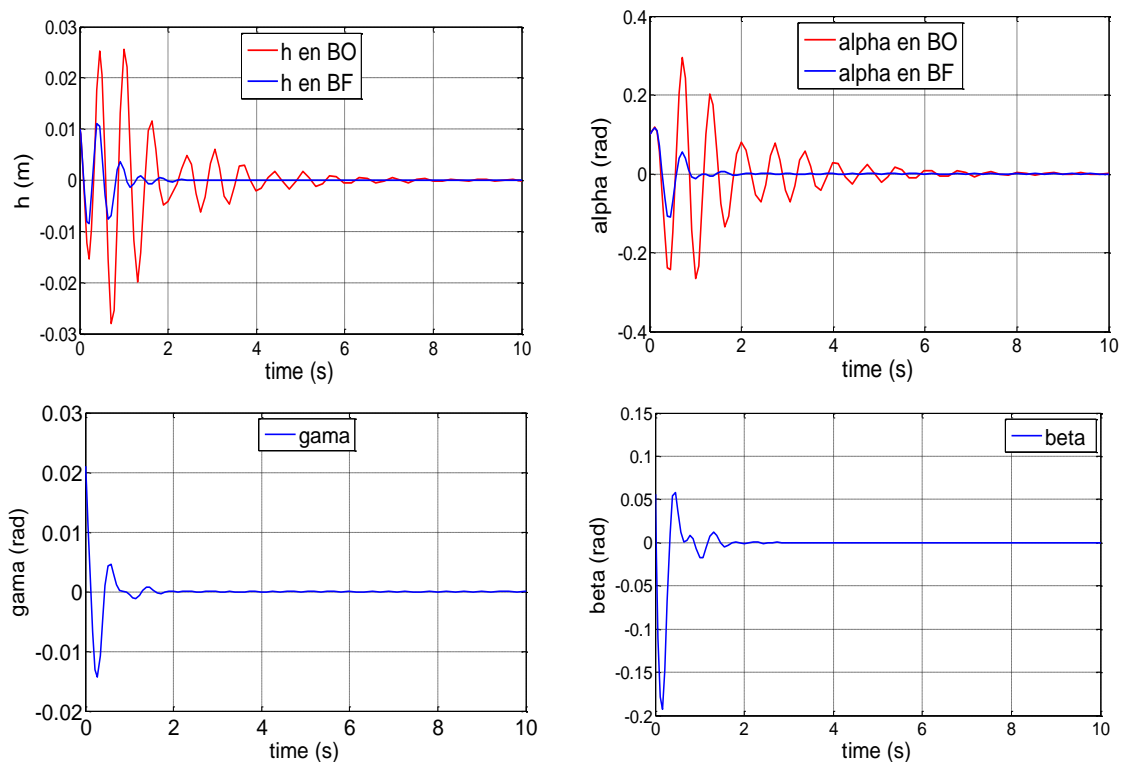 h en BO
h en BF
0.03
0.02
0.01
0
-0.01
-0.02
-0.03
h (m)
0 2 4 6 8 10
time (s)
alpha en BO
alpha en BF
0.4
0.2
0
-0.2
-0.4
alpha (rad)
0 2 4 6 8 10
time (s)
gama
0.03
0.02
0.01
0
-0.01
-0.02
gama (rad)
0 2 4 6 8 10
time (s)
beta
0.15
0.1
0.05
0
-0.05
-0.1
-0.15
-0.2
beta (rad)
0 2 4 6 8 10
time (s)